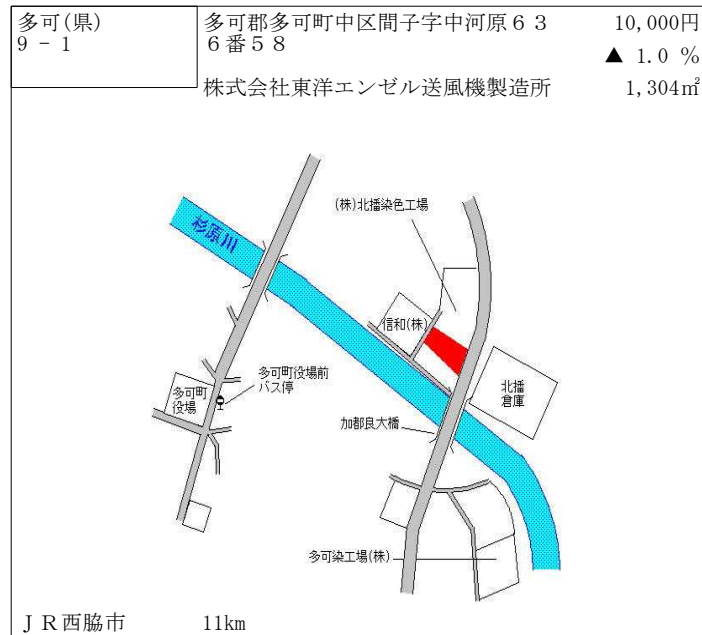 多可(県)
9 - 1
多可郡多可町中区間子字中河原６３
６番５８
10,000円
▲ 1.0 %
株式会社東洋エンゼル送風機製造所
1,304㎡
(株)北播染色工場
杉原川
信和(株)
多可町役場前
バス停
多可町
役場
北播
倉庫
加都良大橋
多可染工場(株)
ＪＲ西脇市
11km